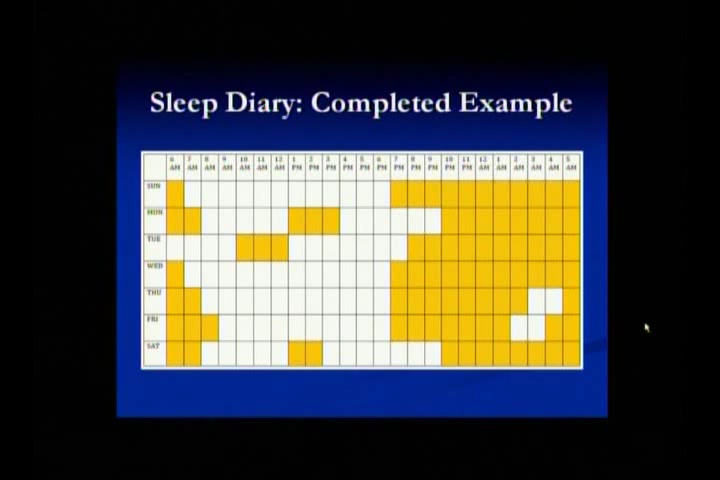 Sleep Diary: Completed Example
6 AM 7 AM 8 AM 9 AM 10 AM 11 AM 12 AM 1 PM 2 PM 3 PM 4 PM 5 PM 6 PM 7 PM 8 PM 9 PM 10 PM 11 PM 12 AM 1 AM 2 AM 3 AM 4 AM 5 AM
SUN
MON
TUE
WED
THU
FRI
SAT